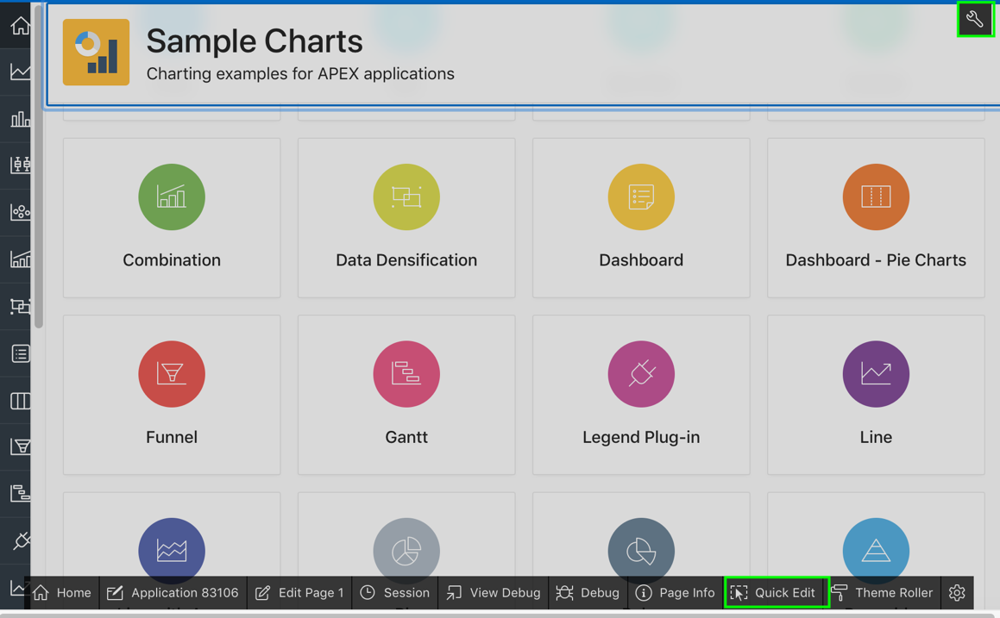 Sample Charts
Charting examples for APEX applications
Combination
Data Densification
Dashboard
Dashboard - Pie Charts
Funnel
Gantt
Legend Plug-in
Line
Home
Application 83106
Edit Page 1
Session
View Debug
Debug
Page Info
Quick Edit
Theme Roller